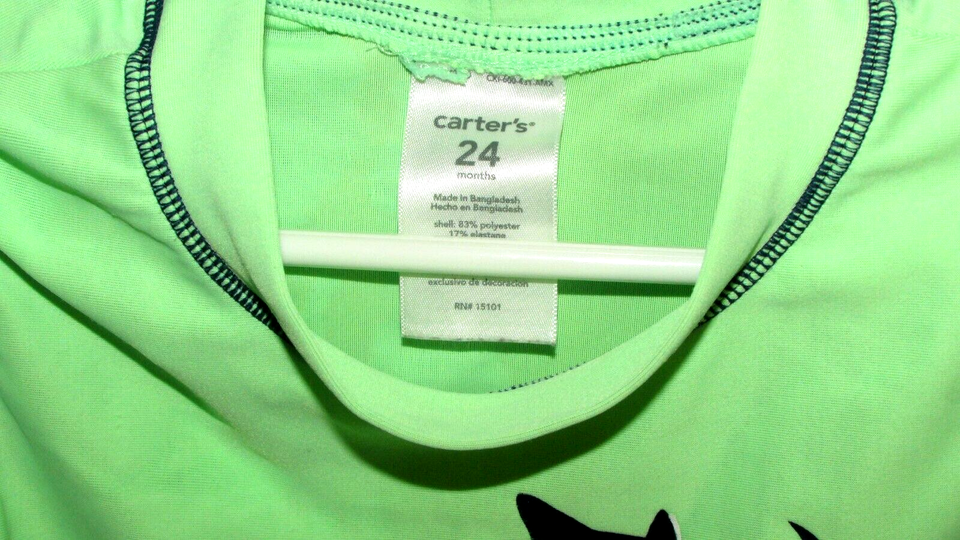 carter's®
24
months
Made in Bangladesh
Hecho en Bangladesh
shell: 83% polyester
17% elastane
exclusivo de decoración
RN# 15101